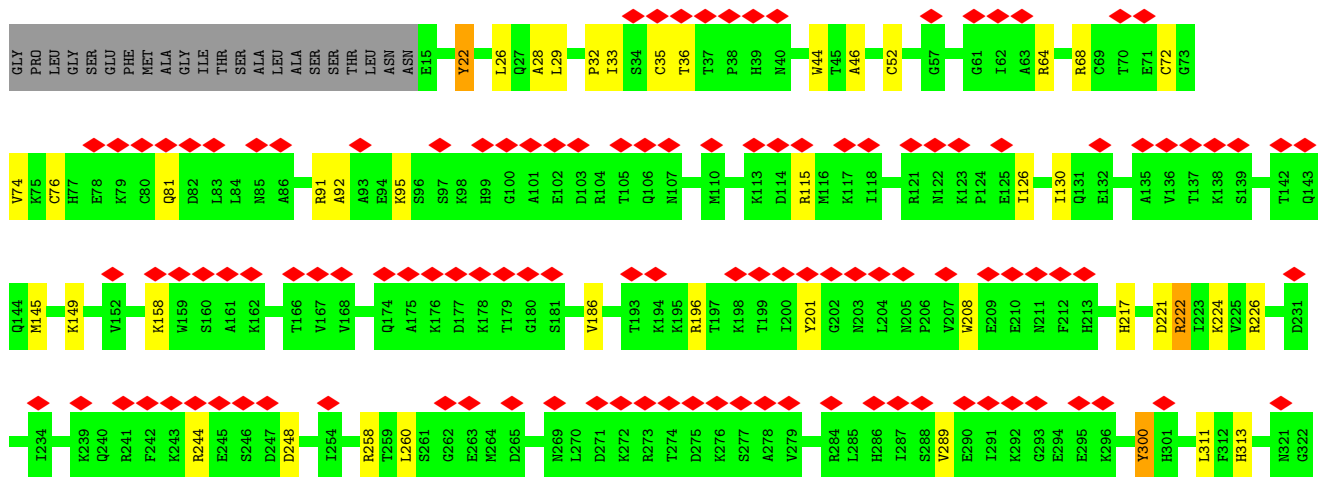 GLY PRO LEU GLY SER GLU PHE MET ALA GLY ILE THR SER ALA LEU ALA SER SER THR LEU ASN ASN E15 Y22 L26 Q27 A28 L29 P32 I33 S34 C35 T36 T37 P38 H39 N40 W44 T45 A46 C52 G57 G61 I62 A63 R64 R68 C69 T70 E71 C72 G73
V74 K75 C76 H77 E78 K79 C80 Q81 D82 L83 L84 N85 A86 R91 A92 A93 E94 K95 S96 S97 K98 H99 G100 A101 E102 D103 R104 T105 Q106 N107 M110 K113 D114 R115 M116 K117 I118 R121 N122 K123 P124 E125 I126 I130 Q131 E132 A135 V136 T137 K138 S139 T142 Q143
Q144 M145 K149 V152 K158 W159 S160 A161 K162 T166 V167 V168 Q174 A175 K176 D177 K178 T179 G180 S181 V186 T193 K194 K195 R196 T197 K198 T199 I200 Y201 G202 N203 L204 N205 P206 V207 W208 E209 E210 N211 F212 H213 H217 D221 R222 I223 K224 V225 R226 D231
I234 K239 Q240 R241 F242 K243 R244 E245 S246 D247 D248 I254 R258 T259 L260 S261 G262 E263 M264 D265 N269 L270 D271 K272 R273 T274 D275 K276 S277 A278 V279 R284 L285 H286 I287 S288 V289 E290 I291 K292 G293 E294 E295 K296 Y300 H301 L311 F312 H313 N321 G322